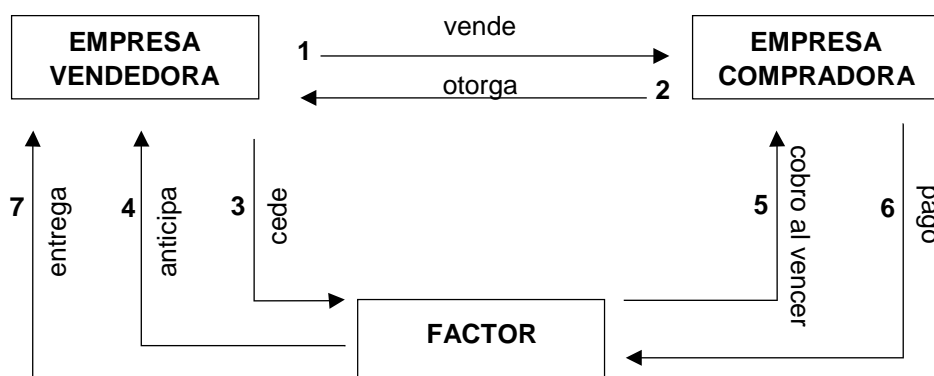 EMPRESA
VENDEDORA
1
vende
EMPRESA
COMPRADORA
otorga
2
7
entrega
4
anticipa
3
cede
5
cobro al vencer
6
pago
FACTOR